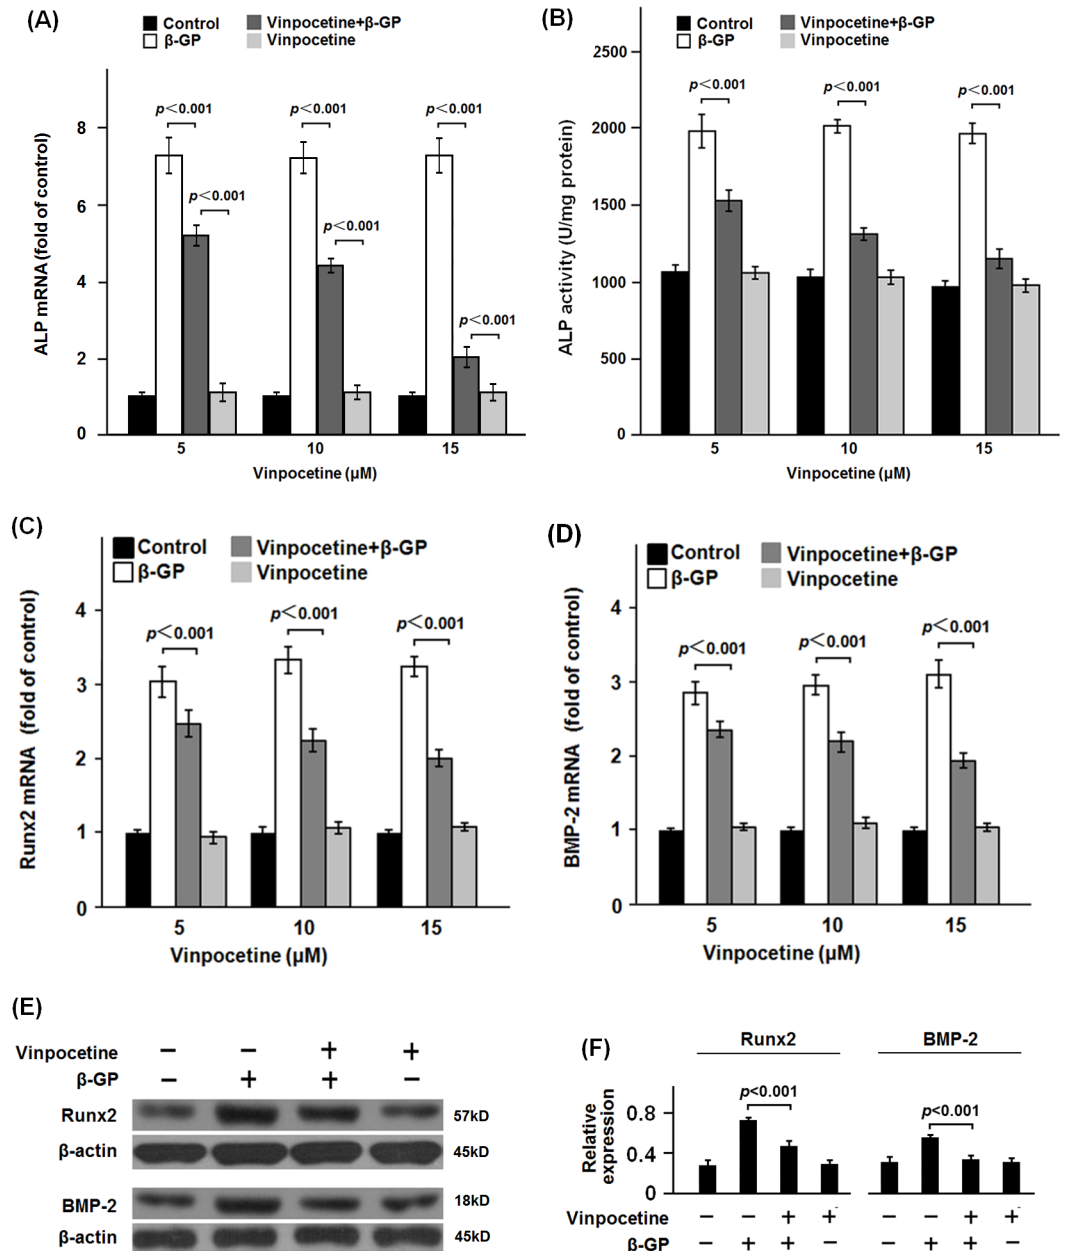 (A)
Control
Vinpocetine+β-GP
β-GP
Vinpocetine
ALP mRNA (fold of control)
8
6
4
2
0
p<0.001
p<0.001
p<0.001
p<0.001
p<0.001
p<0.001
5
10
15
Vinpocetine (μM)
(B)
Control
Vinpocetine+β-GP
β-GP
Vinpocetine
ALP activity (U/mg protein)
2500
2000
1500
1000
500
0
p<0.001
p<0.001
p<0.001
5
10
15
Vinpocetine (μM)
(C)
Control
Vinpocetine+β-GP
β-GP
Vinpocetine
Runx2 mRNA (fold of control)
4
3
2
1
0
p<0.001
p<0.001
p<0.001
5
10
15
Vinpocetine (μM)
(D)
Control
Vinpocetine+β-GP
β-GP
Vinpocetine
BMP-2 mRNA (fold of control)
4
3
2
1
0
p<0.001
p<0.001
p<0.001
5
10
15
Vinpocetine (μM)
(E)
Vinpocetine − − + +
β-GP − + + −
Runx2 57kD
β-actin 45kD
BMP-2 18kD
β-actin 45kD
(F)
Runx2
BMP-2
Relative
expression
0.8
0.4
0
p<0.001
p<0.001
Vinpocetine − − + + − − + +
β-GP − + + − − + + −